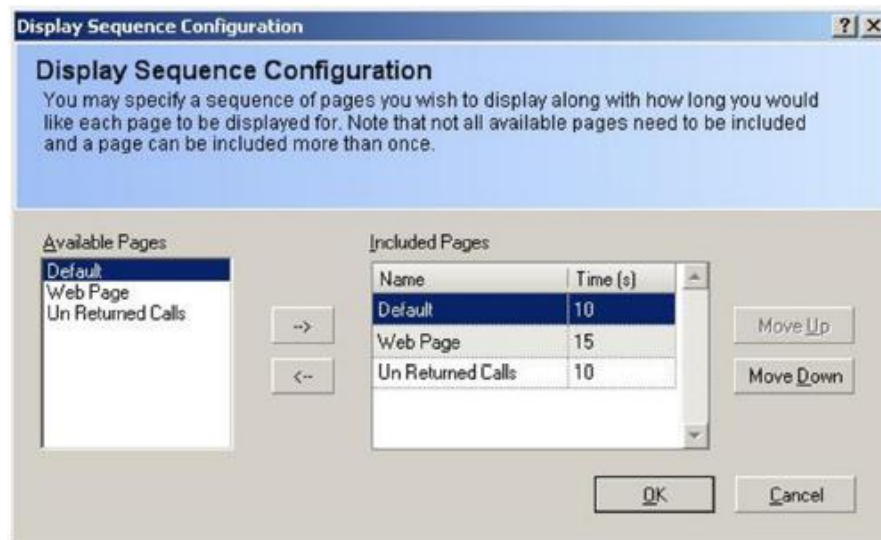 Display Sequence Configuration
Display Sequence Configuration
You may specify a sequence of pages you wish to display along with how long you would
like each page to be displayed for. Note that not all available pages need to be included
and a page can be included more than once.
Available Pages
Default
Web Page
Un Returned Calls
-->
<--
Included Pages
Name Time (s)
Default 10
Web Page 15
Un Returned Calls 10
Move Up
Move Down
OK
Cancel